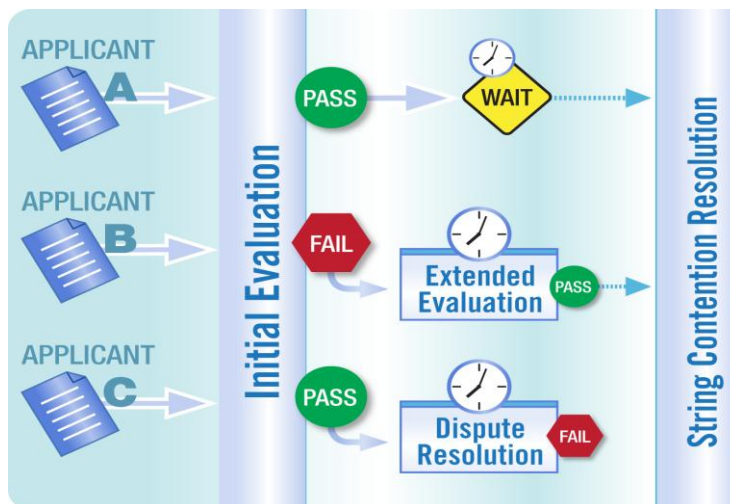 APPLICANT
A
PASS
WAIT
APPLICANT
B
FAIL
Extended
Evaluation
PASS
APPLICANT
C
PASS
Dispute
Resolution
FAIL
Initial Evaluation
String Contention Resolution